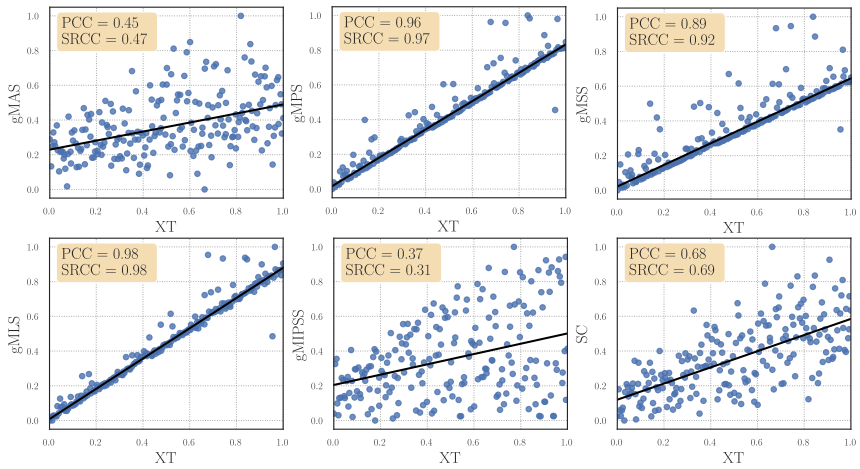 PCC = 0.45
SRCC = 0.47
1.0
0.8
0.6
0.4
0.2
0.0
gMAS
0.0 0.2 0.4 0.6 0.8 1.0
XT
PCC = 0.96
SRCC = 0.97
1.0
0.8
0.6
0.4
0.2
0.0
gMPS
0.0 0.2 0.4 0.6 0.8 1.0
XT
PCC = 0.89
SRCC = 0.92
1.0
0.8
0.6
0.4
0.2
0.0
gMSS
0.0 0.2 0.4 0.6 0.8 1.0
XT
PCC = 0.98
SRCC = 0.98
1.0
0.8
0.6
0.4
0.2
0.0
gMLS
0.0 0.2 0.4 0.6 0.8 1.0
XT
PCC = 0.37
SRCC = 0.31
1.0
0.8
0.6
0.4
0.2
0.0
gMIPSS
0.0 0.2 0.4 0.6 0.8 1.0
XT
PCC = 0.68
SRCC = 0.69
1.0
0.8
0.6
0.4
0.2
0.0
SC
0.0 0.2 0.4 0.6 0.8 1.0
XT